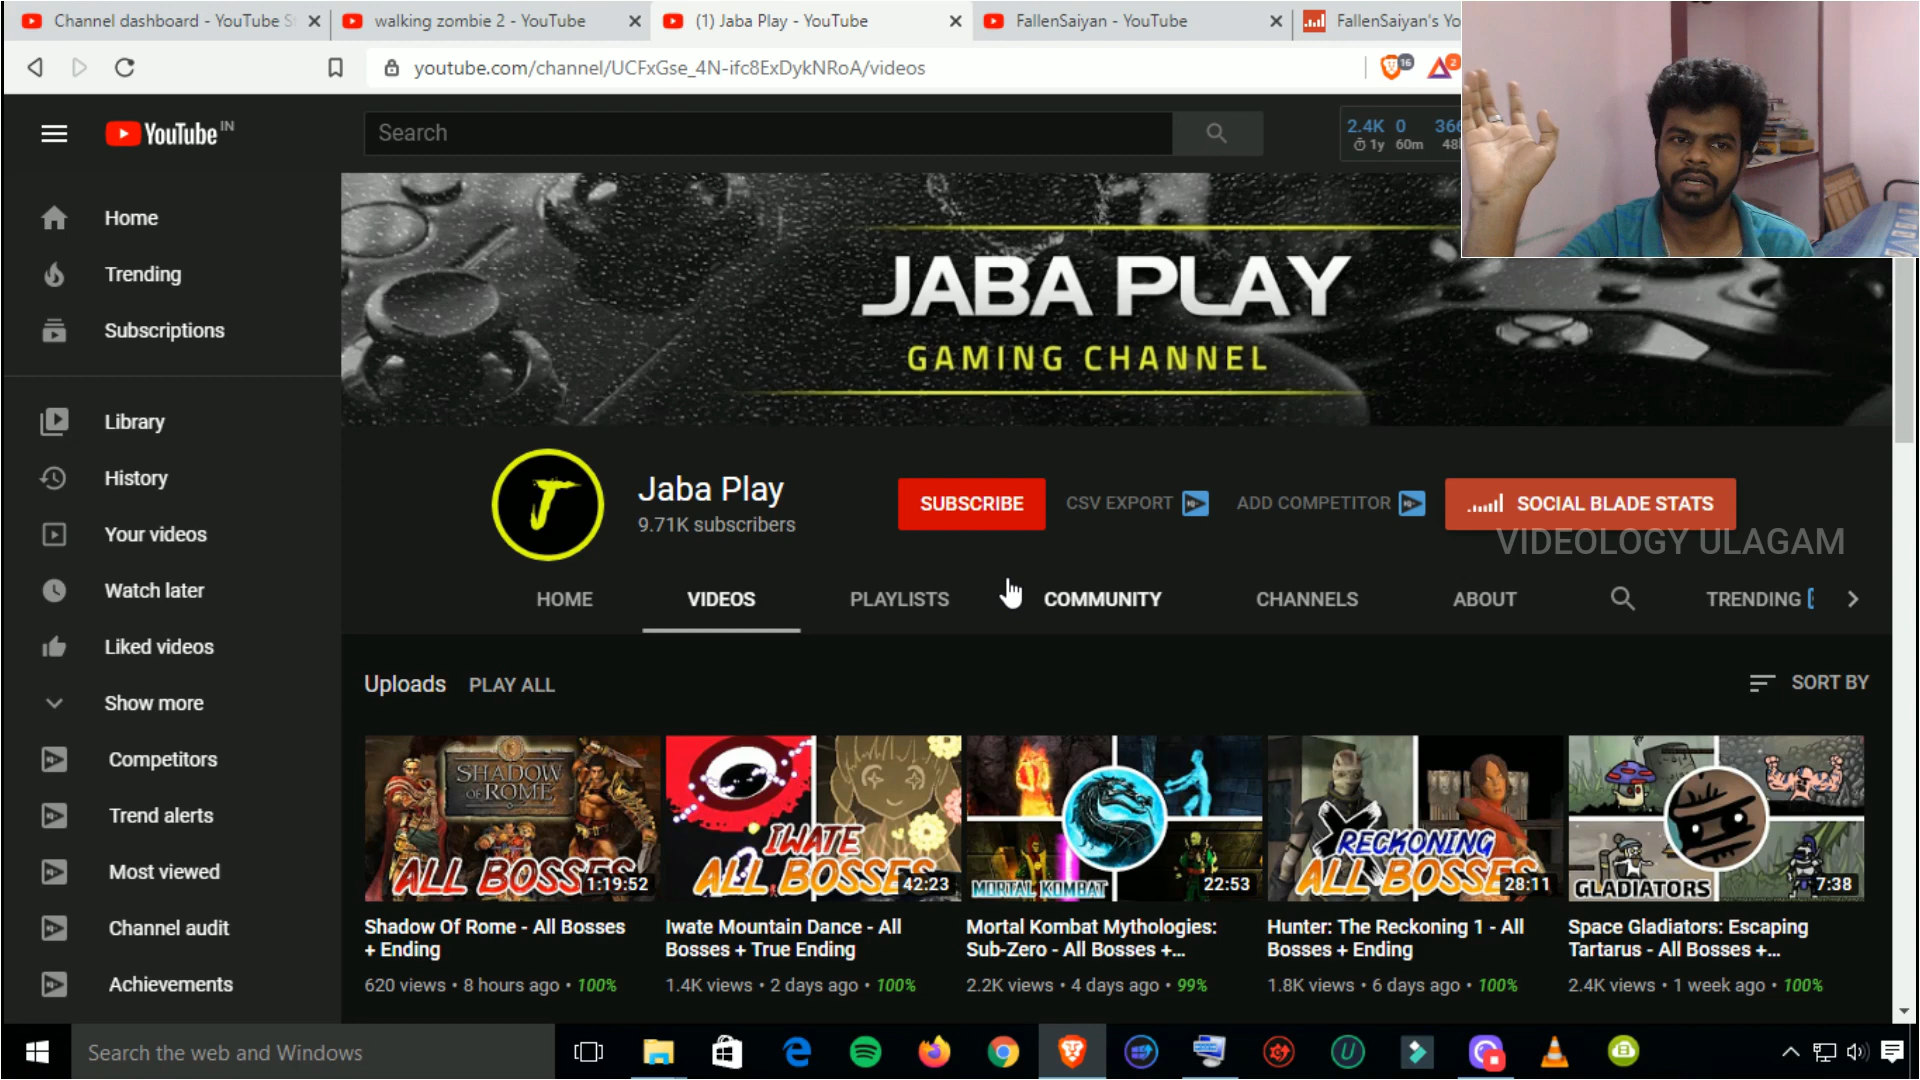 Channel dashboard - YouTube S
walking zombie 2 - YouTube
(1) Jaba Play - YouTube
FallenSaiyan - YouTube
FallenSaiyan's Yo
youtube.com/channel/UCFxGse_4N-ifc8ExDykNRoA/videos
16
2
YouTube IN
Search
2.4K 0 366
1y 60m 48h
Home
Trending
Subscriptions
Library
History
Your videos
Watch later
Liked videos
Show more
Competitors
Trend alerts
Most viewed
Channel audit
Achievements
JABA PLAY
GAMING CHANNEL
Jaba Play
9.71K subscribers
SUBSCRIBE
CSV EXPORT
ADD COMPETITOR
SOCIAL BLADE STATS
VIDEOLOGY ULAGAM
HOME
VIDEOS
PLAYLISTS
COMMUNITY
CHANNELS
ABOUT
TRENDING
Uploads
PLAY ALL
SORT BY
SHADOW
OF ROME
ALL BOSSES
1:19:52
IWATE
ALL BOSSES
42:23
MORTAL KOMBAT
22:53
RECKONING
ALL BOSSES
28:11
GLADIATORS
7:38
Shadow Of Rome - All Bosses
+ Ending
620 views • 8 hours ago • 100%
Iwate Mountain Dance - All
Bosses + True Ending
1.4K views • 2 days ago • 100%
Mortal Kombat Mythologies:
Sub-Zero - All Bosses +...
2.2K views • 4 days ago • 99%
Hunter: The Reckoning 1 - All
Bosses + Ending
1.8K views • 6 days ago • 100%
Space Gladiators: Escaping
Tartarus - All Bosses +...
2.4K views • 1 week ago • 100%
Search the web and Windows